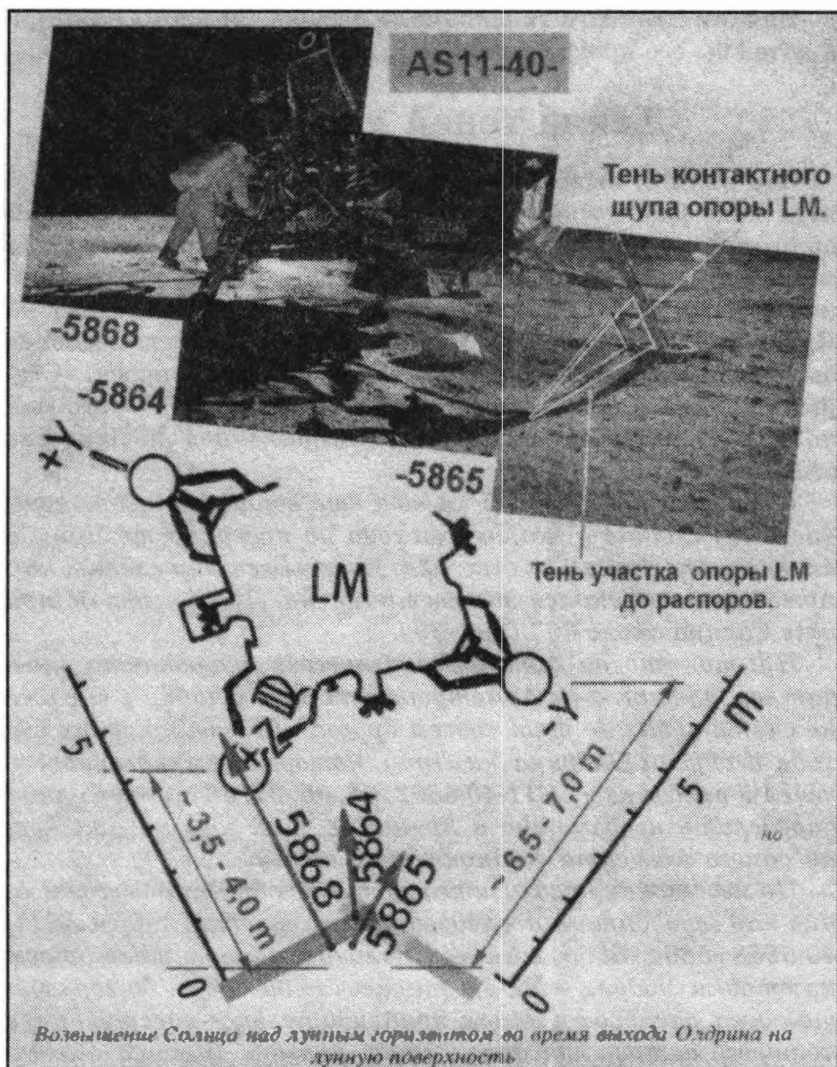 AS11-40-
Тень контактного
щупа опоры LM.
-5868
-5864
-5865
Тень участка опоры LM
до распоров.
XY
LM
Y
X
Z
5
0
~ 3,5 - 4,0 m
5868
5864
5865
~ 6,5 - 7,0 m
m
5
0
но
Возвышение Солнца над лунным горизонтом во время выхода Олдрина на
лунную поверхность